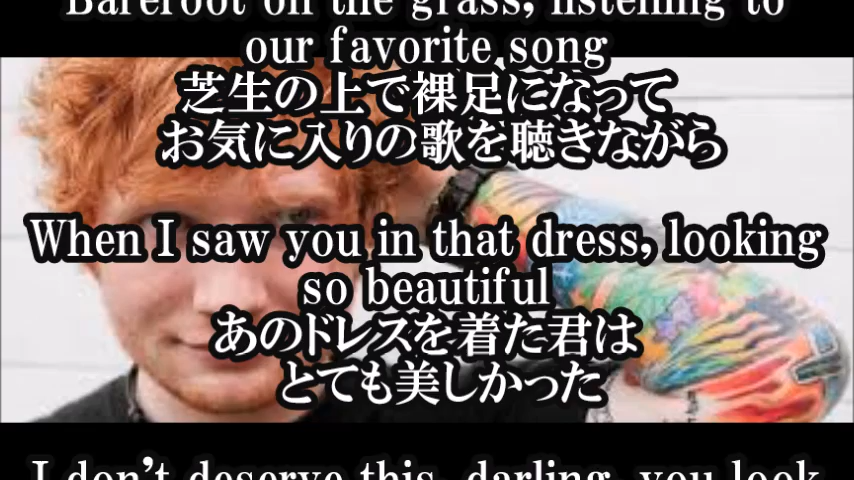 Barefoot on the grass, listening to
our favorite song
芝生の上で裸足になって
お気に入りの歌を聴きながら
When I saw you in that dress, looking
so beautiful
あのドレスを着た君は
とても美しかった
I don't deserve this, darling, you look